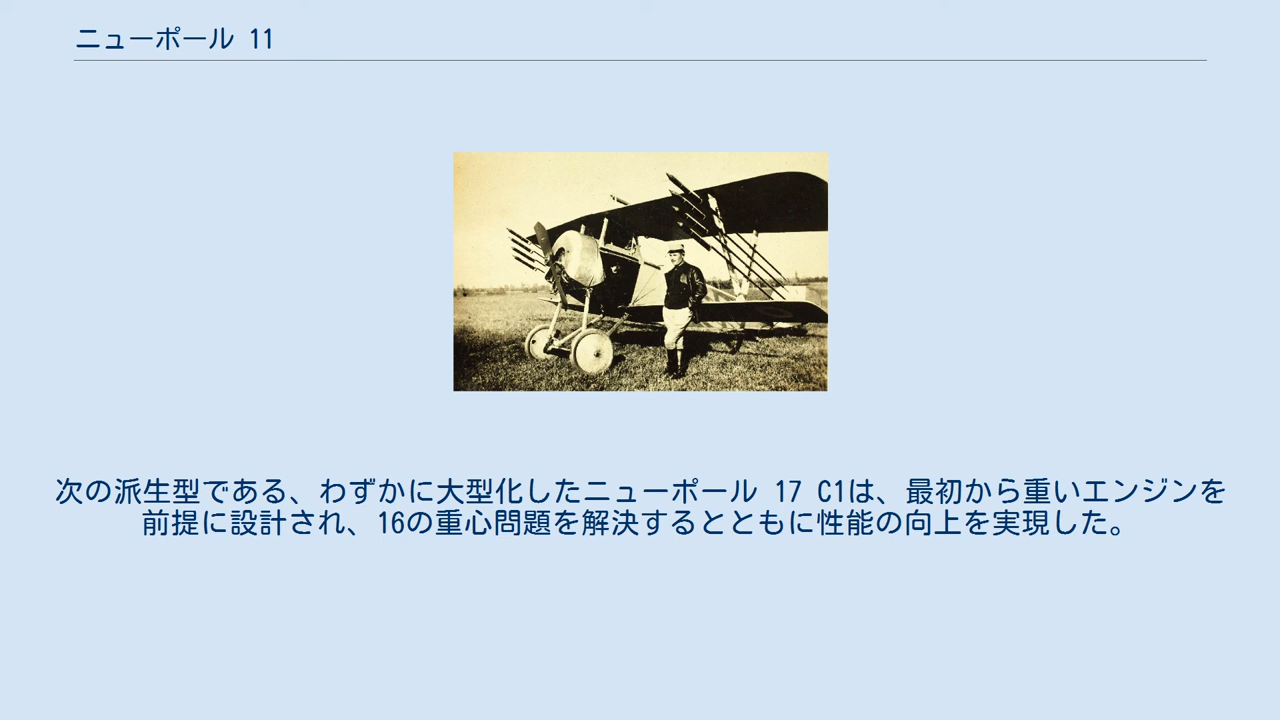 ニューポール 11
次の派生型である、わずかに大型化したニューポール 17 C1は、最初から重いエンジンを
前提に設計され、16の重心問題を解決するとともに性能の向上を実現した。